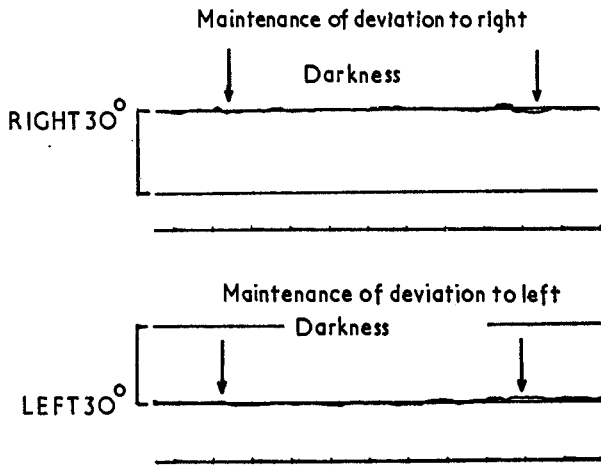 Maintenance of deviation to right
Darkness
RIGHT 30°
Maintenance of deviation to left
Darkness
LEFT 30°